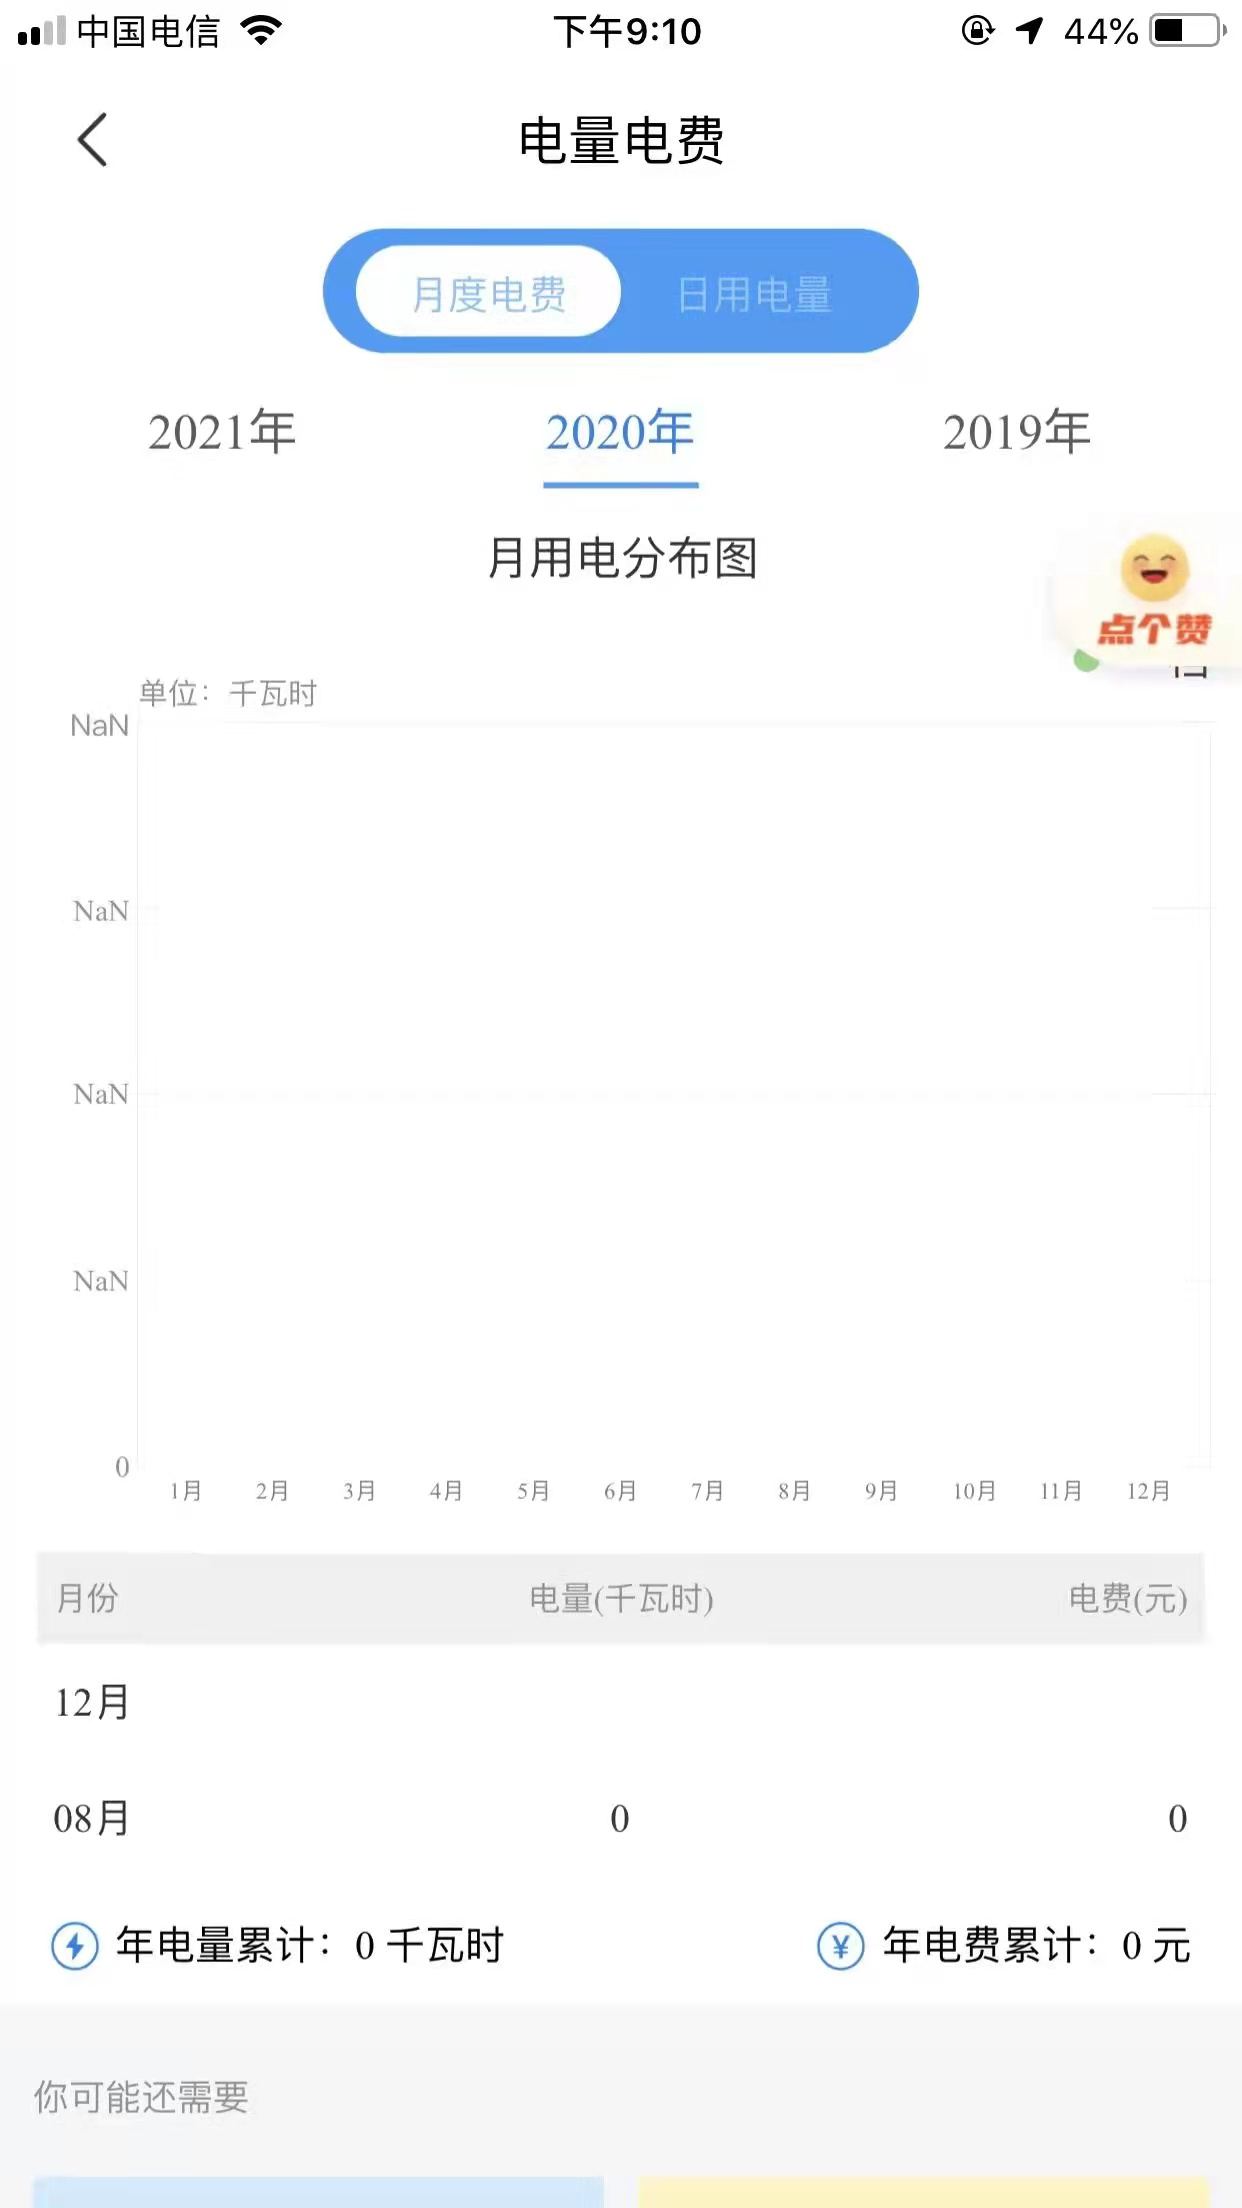 中国电信 下午9:10 44%
电量电费
月度电费 日用电量
2021年 2020年 2019年
月用电分布图
点个赞
单位：千瓦时
NaN
NaN
NaN
NaN
0
1月 2月 3月 4月 5月 6月 7月 8月 9月 10月 11月 12月
月份 电量(千瓦时) 电费(元)
12月
08月 0 0
年电量累计：0 千瓦时 ¥ 年电费累计：0 元
你可能还需要